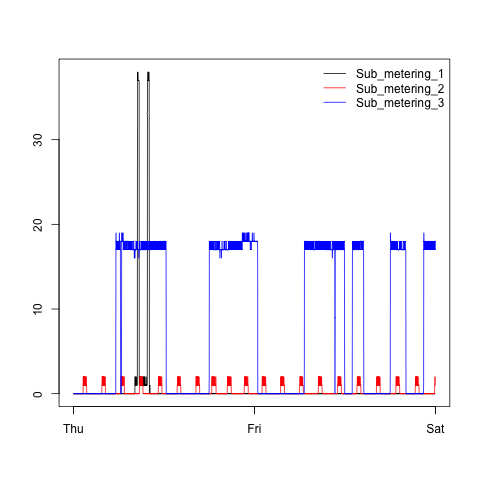 Sub_metering_1
Sub_metering_2
Sub_metering_3
30
20
10
0
Thu Fri Sat